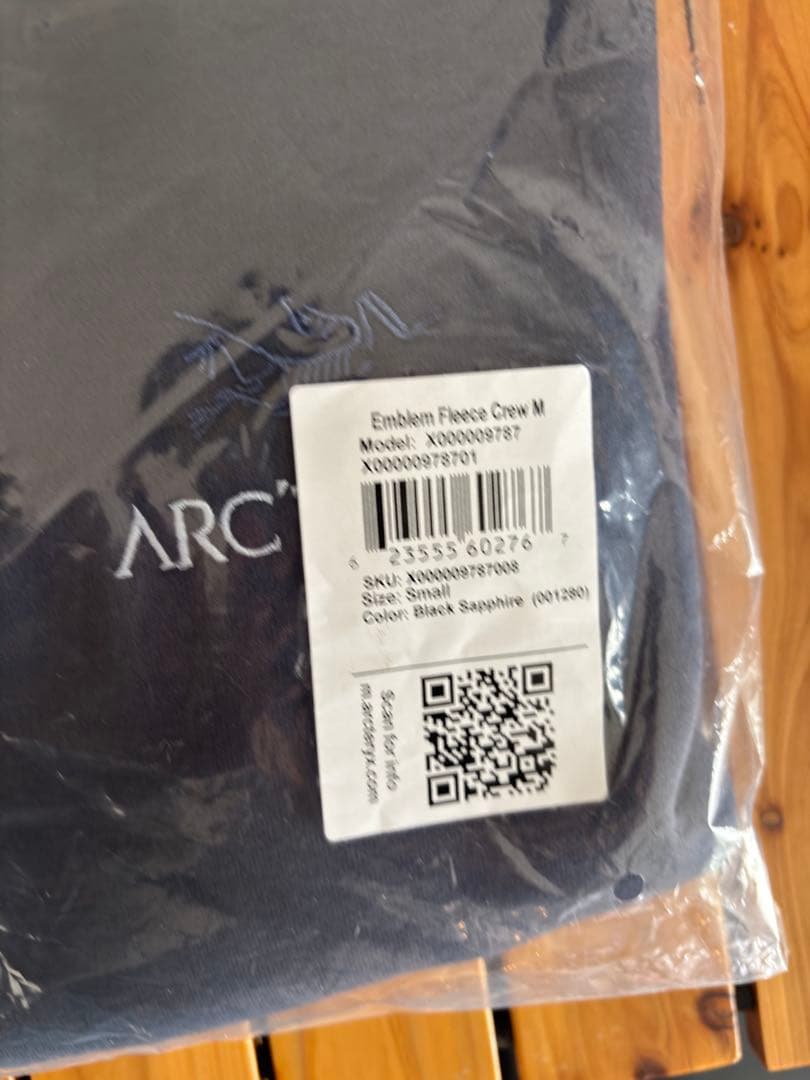 ARC'
Emblem Fleece Crew M
Model: X000009787
X00000978701
6 23555 60276 7
SKU: X000009787008
Size: Small
Color: Black Sapphire (001280)
Scan for info
m.arcteryx.com